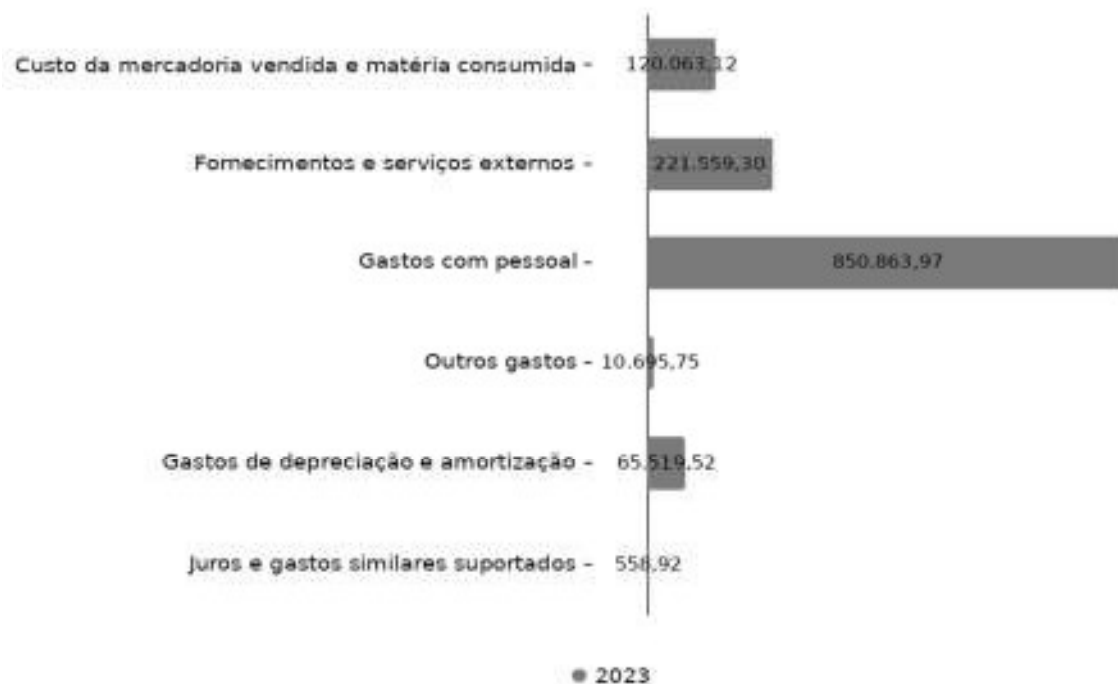 Custo da mercadoria vendida e matéria consumida - 120.063,12
Fornecimentos e serviços externos - 221.559,30
Gastos com pessoal - 850.863,97
Outros gastos - 10.695,75
Gastos de depreciação e amortização - 65.519,52
Juros e gastos similares suportados - 558,92
2023